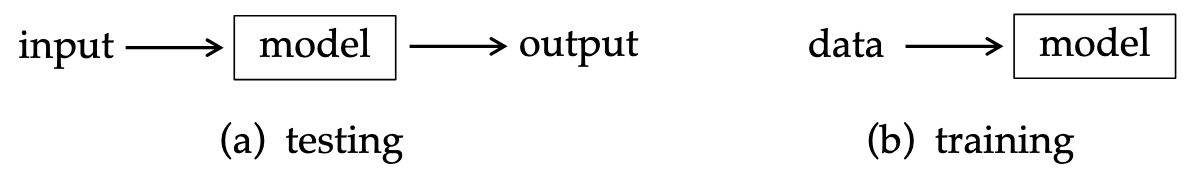 input model output data model
(a) testing (b) training